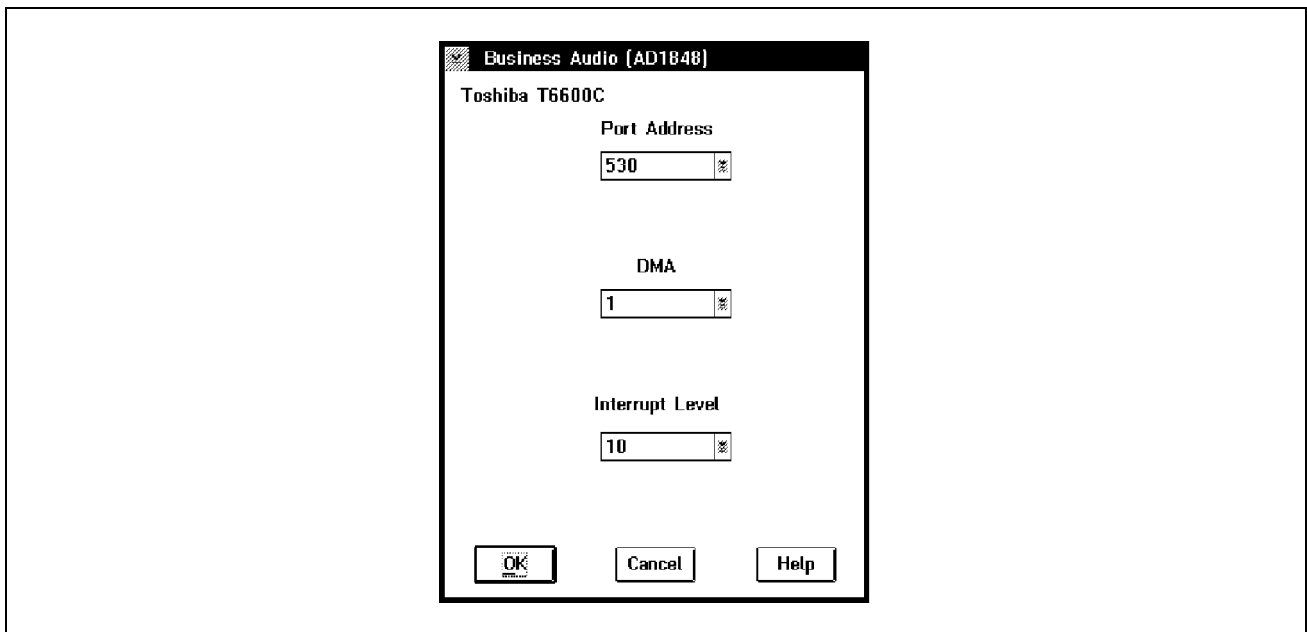 Business Audio (AD1848)
Toshiba T6600C
Port Address
530
DMA
1
Interrupt Level
10
OK Cancel Help